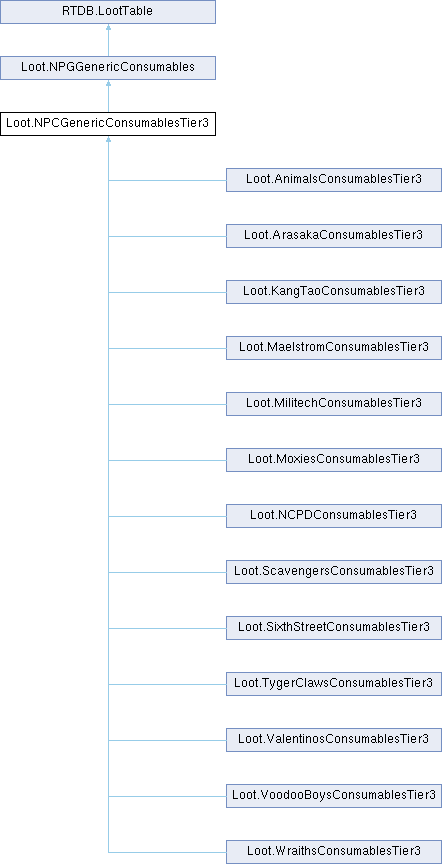 RTDB.LootTable
Loot.NPGGenericConsumables
Loot.NPCGenericConsumablesTier3
Loot.AnimalsConsumablesTier3
Loot.ArasakaConsumablesTier3
Loot.KangTaoConsumablesTier3
Loot.MaelstromConsumablesTier3
Loot.MilitechConsumablesTier3
Loot.MoxiesConsumablesTier3
Loot.NCPDConsumablesTier3
Loot.ScavengersConsumablesTier3
Loot.SixthStreetConsumablesTier3
Loot.TygerClawsConsumablesTier3
Loot.ValentinosConsumablesTier3
Loot.VoodooBoysConsumablesTier3
Loot.WraithsConsumablesTier3